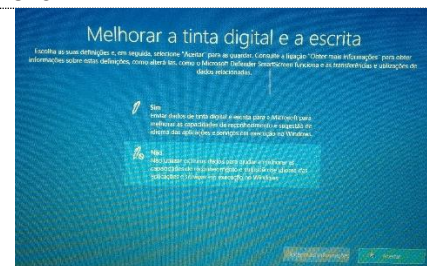 Melhorar a tinta digital e a escrita
Escolha as suas definições e, em seguida, selecione "Aceitar" para as guardar. Consulte a ligação "Obter mais informações" para obter
informações sobre estas definições, como alterá-las, como o Microsoft Defender SmartScreen funciona e as transferências e utilizações de
dados relacionados.
Sim
Enviar dados de tinta digital e escrita para a Microsoft para
melhorar as capacidades de reconhecimento e sugestão de
idioma das aplicações e serviços em execução no Windows.
Não
Não utilizar os meus dados para ajudar a melhorar as
capacidades de reconhecimento e sugestão de idioma das
aplicações e serviços em execução no Windows.
Aceitar